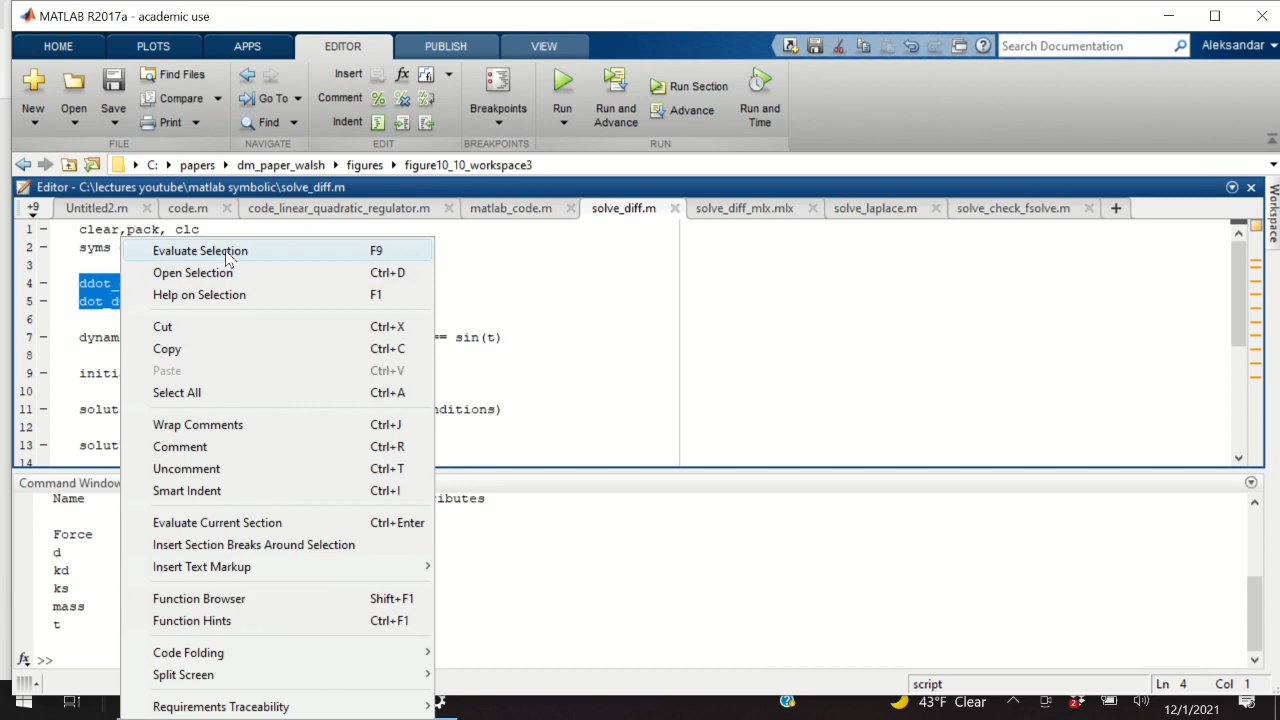 MATLAB R2017a - academic use
HOME PLOTS APPS EDITOR PUBLISH VIEW
Search Documentation Aleksandar
New Open Save Find Files Compare Print
Go To Find
Insert fx
Comment
Indent
Breakpoints
Run Run and Advance Run Section Advance Run and Time
FILE NAVIGATE EDIT BREAKPOINTS RUN
C: papers dm_paper_walsh figures figure10_10_workspace3
Editor - C:\lectures youtube\matlab symbolic\solve_diff.m
+9 Untitled2.m code.m code_linear_quadratic_regulator.m matlab_code.m solve_diff.m solve_diff_mlx.mlx solve_laplace.m solve_check_fsolve.m
Workspace
1 clear,pack, clc
2 syms
3
4 ddot_
5 dot_d
6
7 dynam == sin(t)
8
9 initi
10
11 solut nditions)
12
13 solut
14
Evaluate Selection F9
Open Selection Ctrl+D
Help on Selection F1
Cut Ctrl+X
Copy Ctrl+C
Paste Ctrl+V
Select All Ctrl+A
Wrap Comments Ctrl+J
Comment Ctrl+R
Uncomment Ctrl+T
Smart Indent Ctrl+I
Evaluate Current Section Ctrl+Enter
Insert Section Breaks Around Selection
Insert Text Markup
Function Browser Shift+F1
Function Hints Ctrl+F1
Code Folding
Split Screen
Requirements Traceability
Command Window
Name ibutes
Force
d
kd
ks
mass
t
fx >>
script Ln 4 Col 1
43°F Clear
12/1/2021